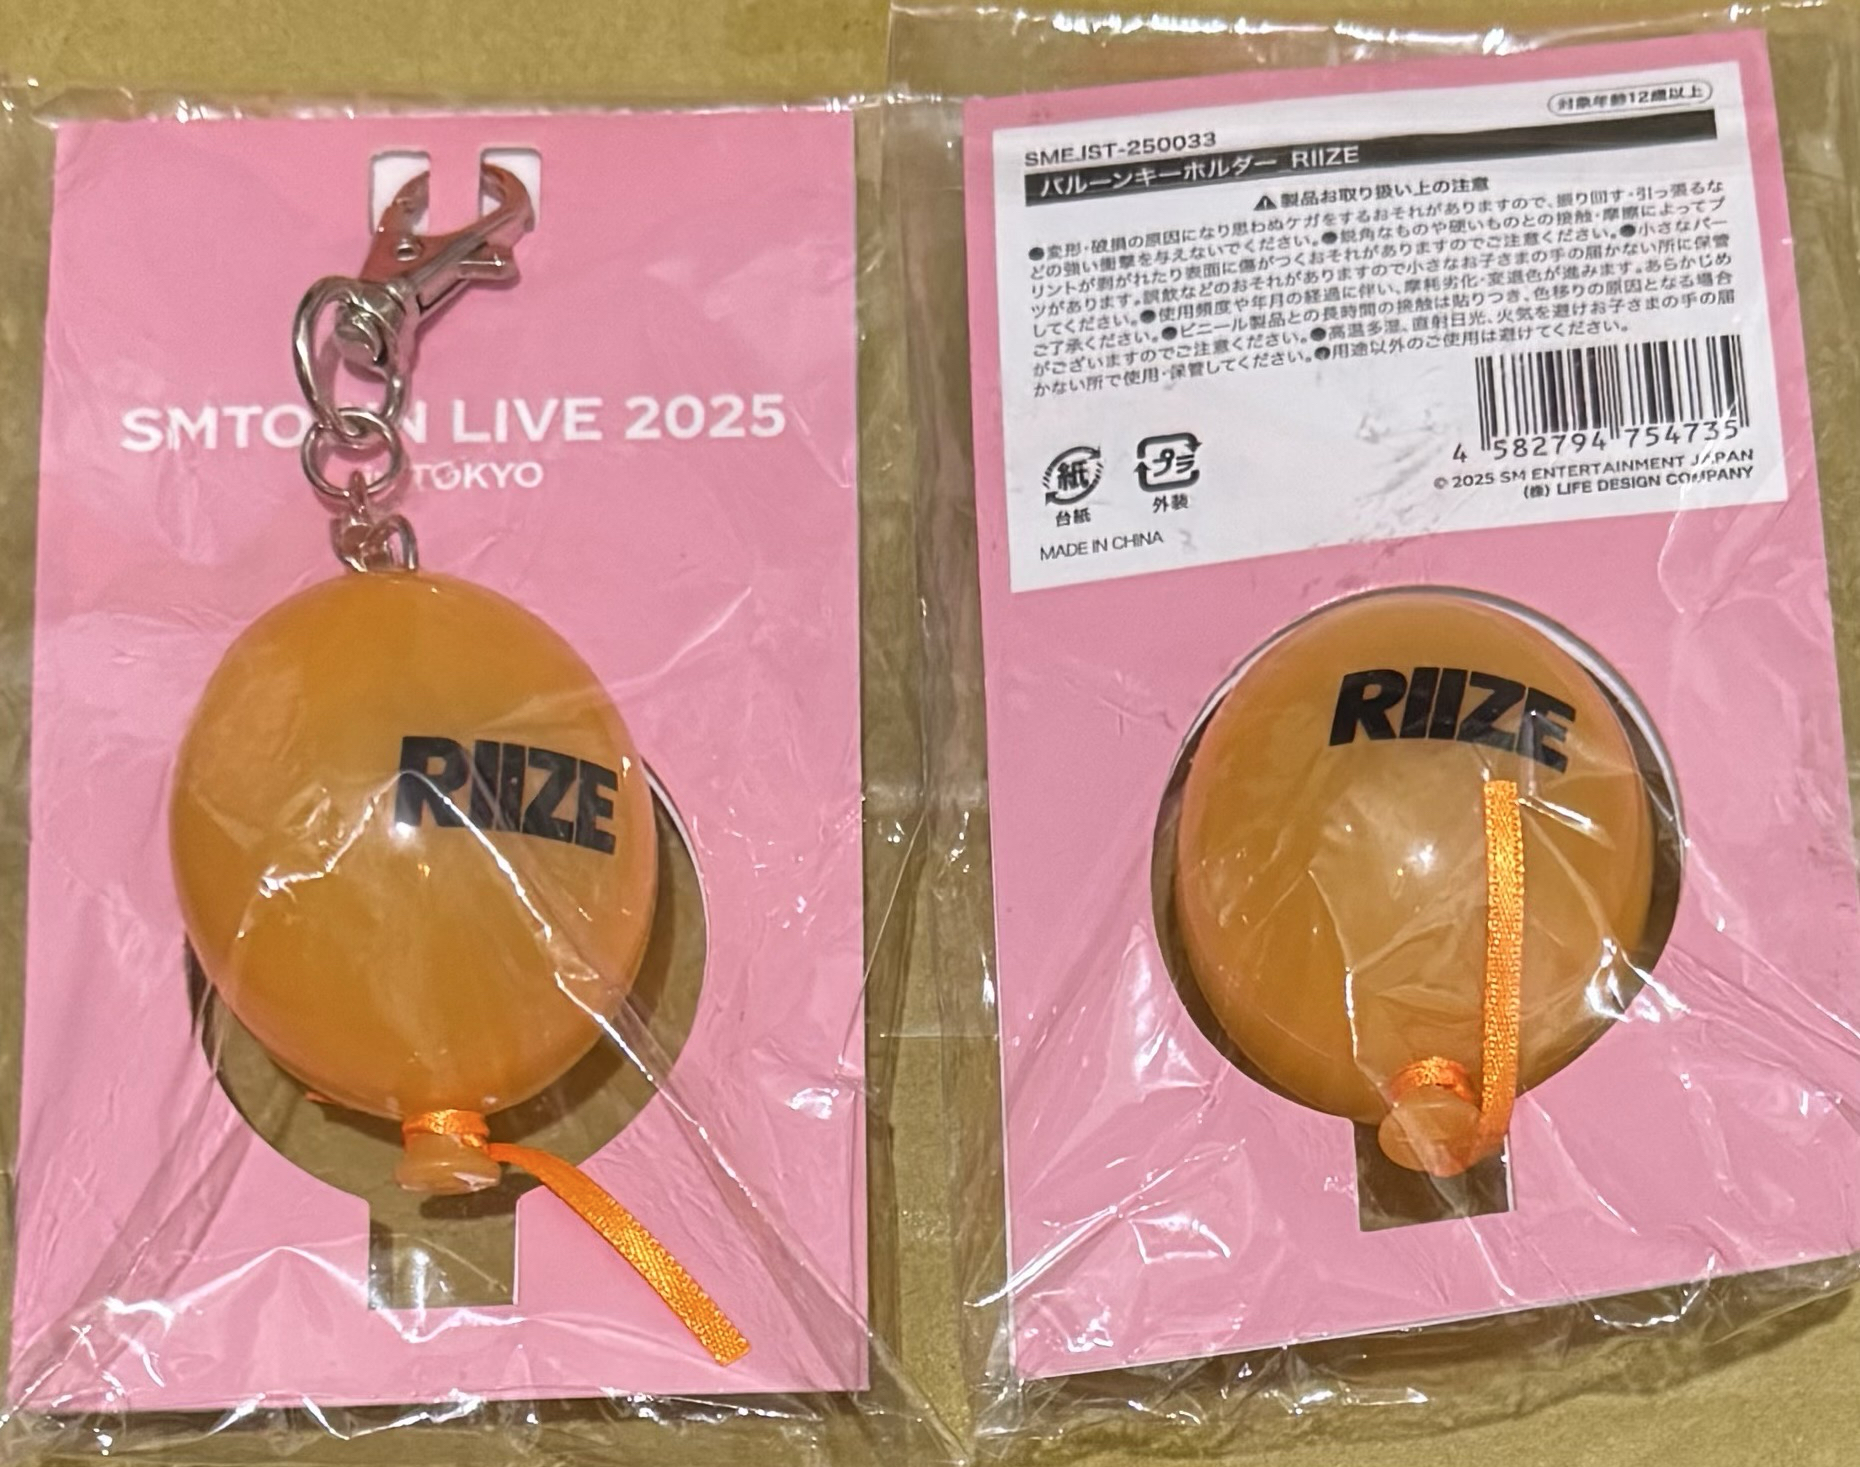 SMTOWN LIVE 2025
in TOKYO
RIIZE
対象年齢12歳以上
SMEJST-250033
バルーンキーホルダー RIIZE
⚠製品お取り扱い上の注意
●変形・破損の原因になり思わぬケガをするおそれがありますので、振り回す・引っ張るな
どの強い衝撃を与えないでください。●鋭角なものや硬いものとの接触・摩擦によってプ
リントが剥がれたり表面に傷がつくおそれがありますのでご注意ください。●小さなパー
ツがあります。誤飲などのおそれがありますので小さなお子さまの手の届かない所に保管
してください。●使用頻度や年月の経過に伴い、摩耗劣化・変退色が進みます。あらかじめ
ご了承ください。●ビニール製品との長時間の接触は貼りつき、色移りの原因となる場合
がございますのでご注意ください。●高温多湿、直射日光、火気を避けお子さまの手の届
かない所で使用・保管してください。●用途以外のご使用は避けてください。
4 582794 754735
© 2025 SM ENTERTAINMENT JAPAN
(株) LIFE DESIGN COMPANY
紙
台紙
プラ
外装
MADE IN CHINA
RIIZE